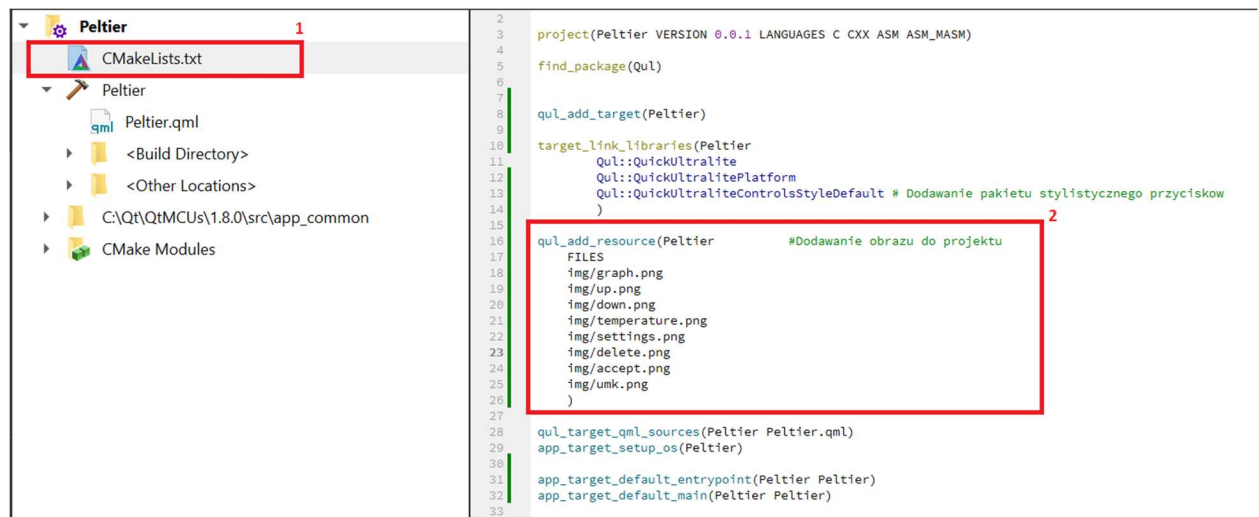 Peltier
1
CMakeLists.txt
Peltier
qml Peltier.qml
<Build Directory>
<Other Locations>
C:\Qt\QtMCUs\1.8.0\src\app_common
CMake Modules
2
3 project(Peltier VERSION 0.0.1 LANGUAGES C CXX ASM ASM_MASM)
4
5 find_package(Qul)
6
7
8 qul_add_target(Peltier)
9
10 target_link_libraries(Peltier
11 Qul::QuickUltralite
12 Qul::QuickUltralitePlatform
13 Qul::QuickUltraliteControlsStyleDefault # Dodawanie pakietu stylistycznego przyciskow
14 )
2
15
16 qul_add_resource(Peltier #Dodawanie obrazu do projektu
17 FILES
18 img/graph.png
19 img/up.png
20 img/down.png
21 img/temperature.png
22 img/settings.png
23 img/delete.png
24 img/accept.png
25 img/umk.png
26 )
27
28 qul_target_qml_sources(Peltier Peltier.qml)
29 app_target_setup_os(Peltier)
30
31 app_target_default_entrypoint(Peltier Peltier)
32 app_target_default_main(Peltier Peltier)
33